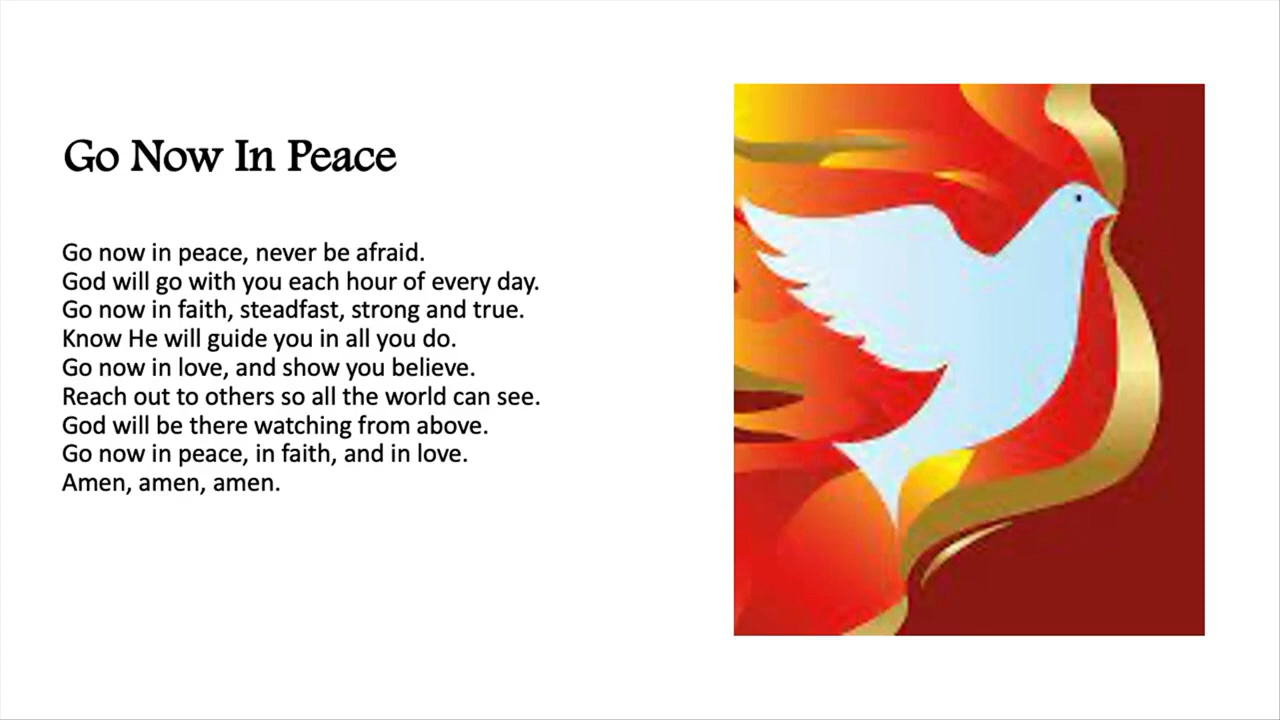 Go Now In Peace
Go now in peace, never be afraid.
God will go with you each hour of every day.
Go now in faith, steadfast, strong and true.
Know He will guide you in all you do.
Go now in love, and show you believe.
Reach out to others so all the world can see.
God will be there watching from above.
Go now in peace, in faith, and in love.
Amen, amen, amen.